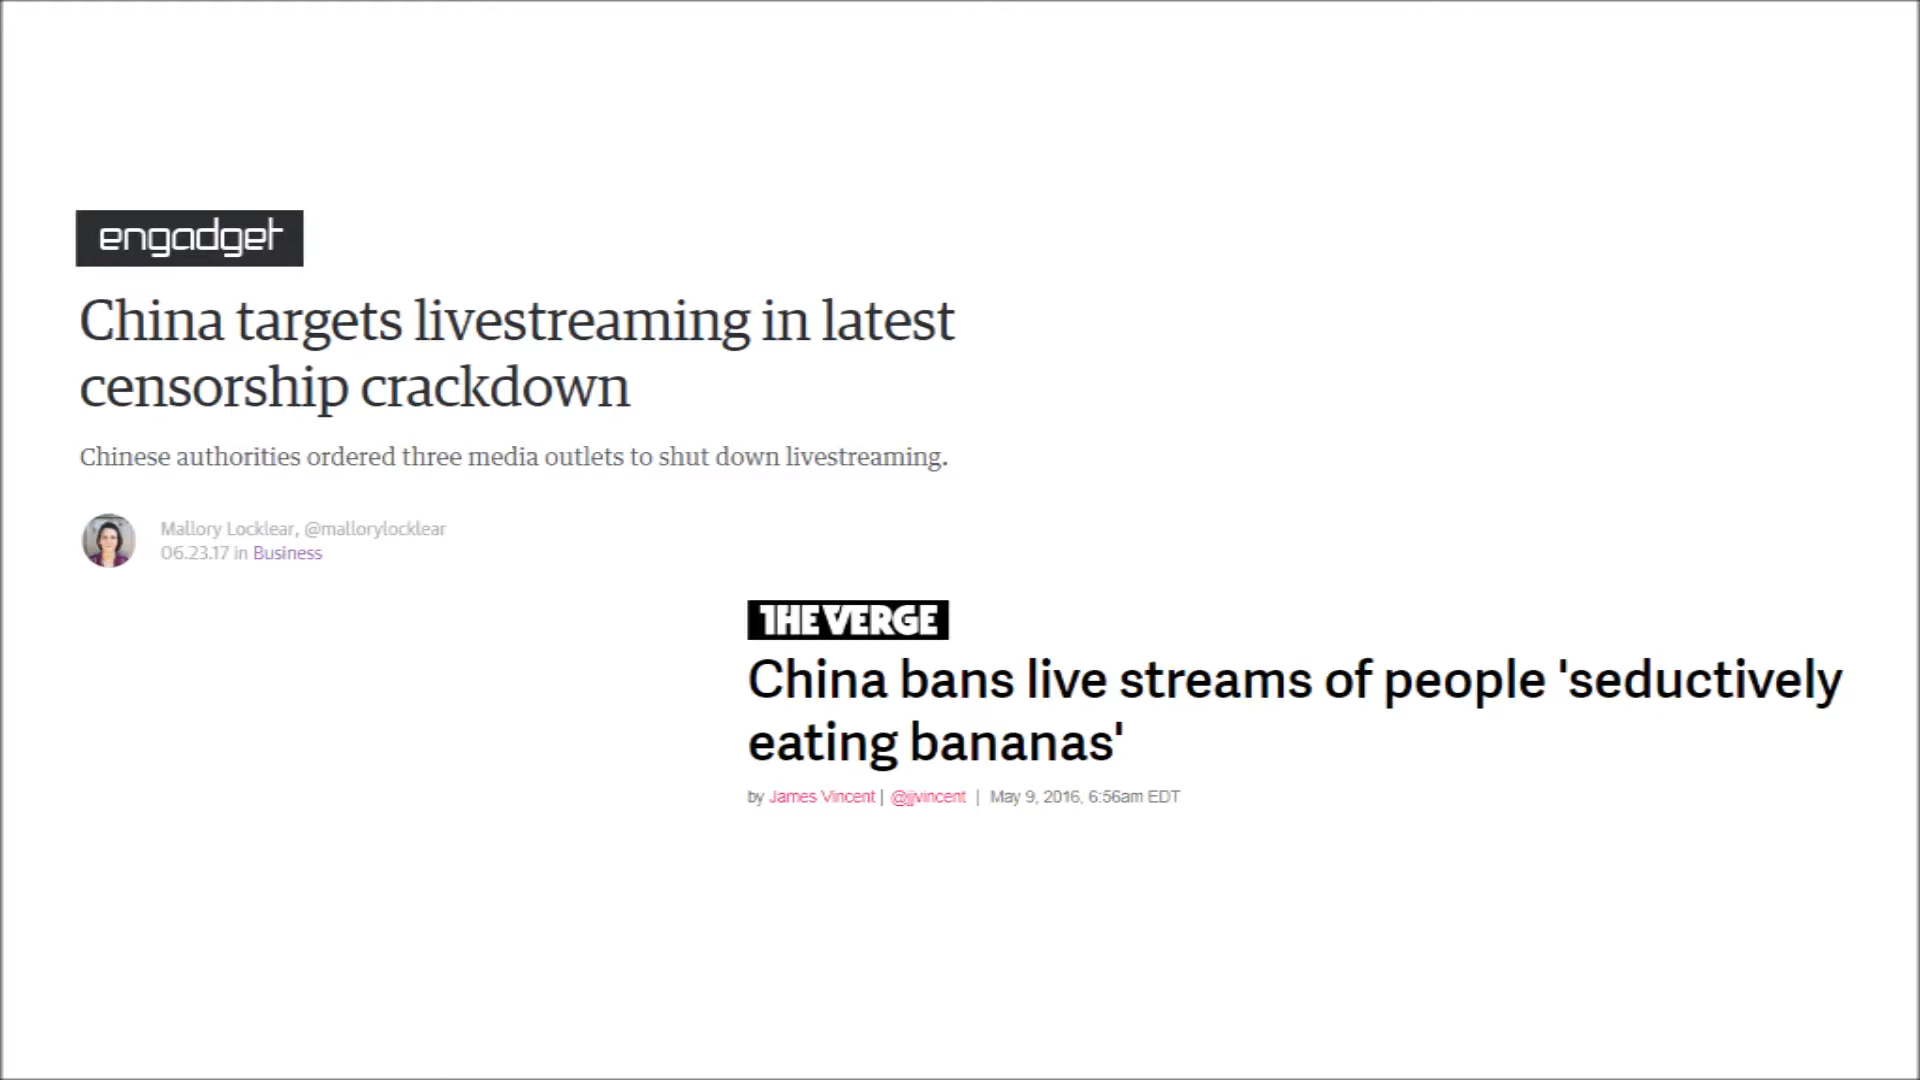 engadget
China targets livestreaming in latest
censorship crackdown
Chinese authorities ordered three media outlets to shut down livestreaming.
Mallory Locklear, @mallorylocklear
06.23.17 in Business
THE VERGE
China bans live streams of people 'seductively
eating bananas'
by James Vincent | @jjvincent | May 9, 2016, 6:56am EDT